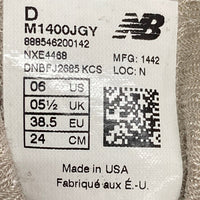 D
M1400JGY
888546200142
NXE4468 MFG: 1442
DNBFJ2685 KCS LOC: N
06 US
05½ UK
38.5 EU
24 CM
Made in USA
Fabriqué aux É.-U.